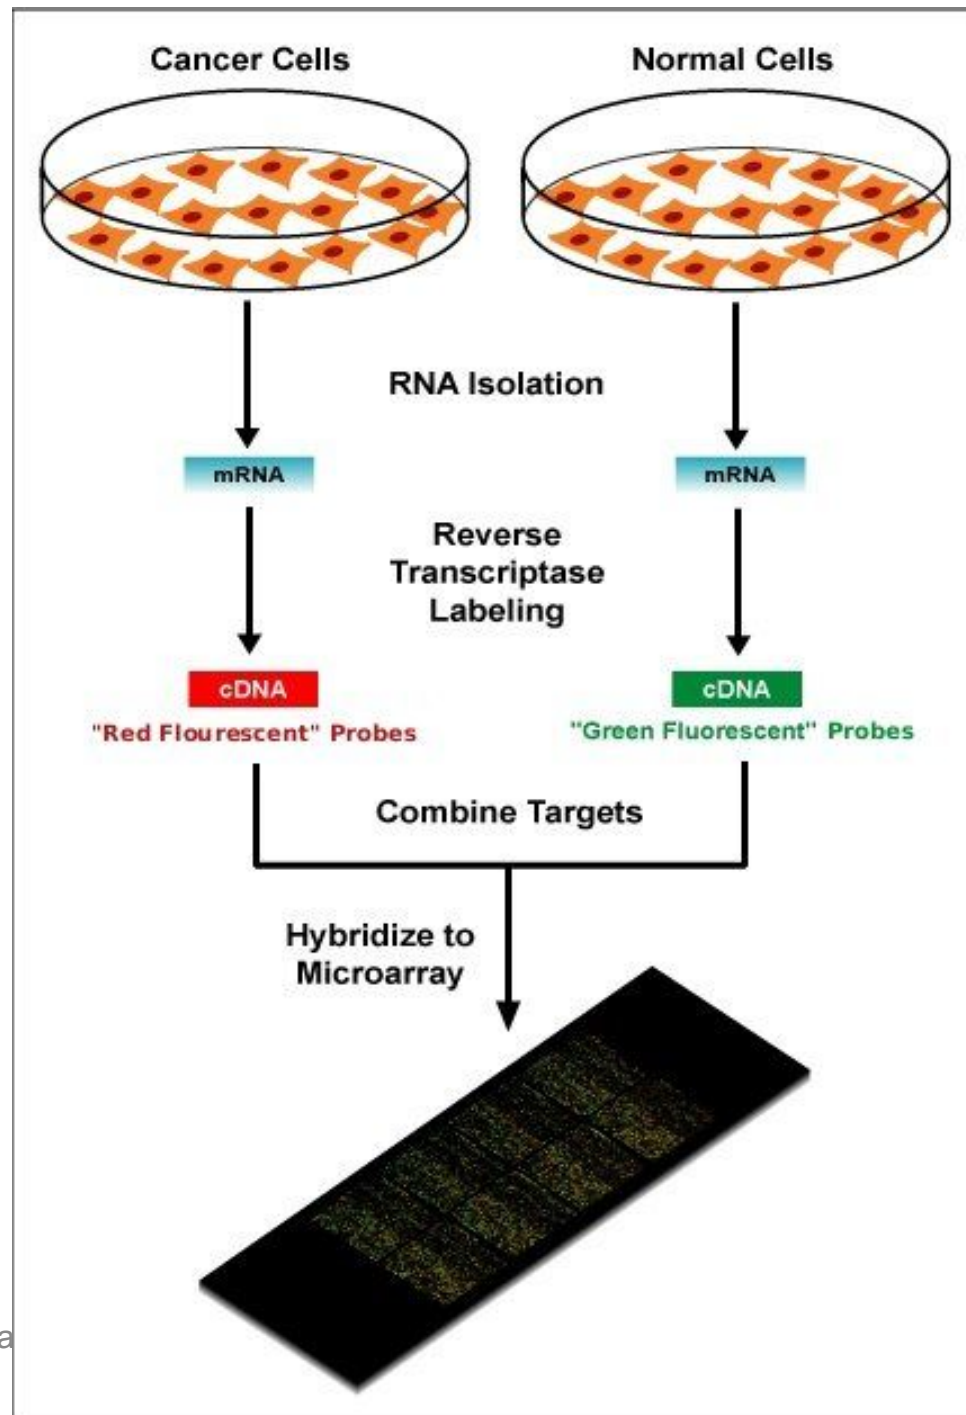 Cancer Cells
Normal Cells
RNA Isolation
mRNA
mRNA
Reverse
Transcriptase
Labeling
cDNA
cDNA
"Red Flourescent" Probes
"Green Fluorescent" Probes
Combine Targets
Hybridize to
Microarray